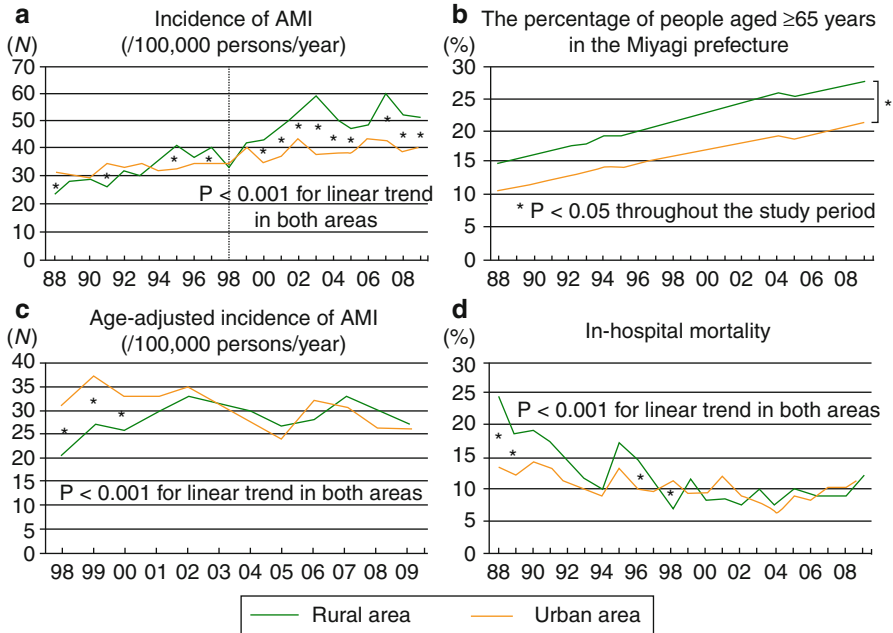 a
Incidence of AMI
(/100,000 persons/year)
(N)
70
60
50
40
30
20
10
0
* * * * * * * * * * * *
P < 0.001 for linear trend
in both areas
88 90 92 94 96 98 00 02 04 06 08
b
The percentage of people aged ≥65 years
in the Miyagi prefecture
(%)
30
25
20
15
10
5
0
*
* P < 0.05 throughout the study period
88 90 92 94 96 98 00 02 04 06 08
c
Age-adjusted incidence of AMI
(/100,000 persons/year)
(N)
40
35
30
25
20
15
10
5
0
* * *
P < 0.001 for linear trend in both areas
98 99 00 01 02 03 04 05 06 07 08 09
d
In-hospital mortality
(%)
30
25
20
15
10
5
0
P < 0.001 for linear trend in both areas
* * * *
88 90 92 94 96 98 00 02 04 06 08
Rural area
Urban area